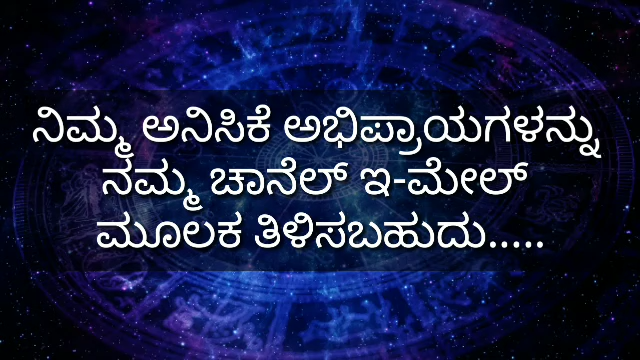 ನಿಮ್ಮ ಅನಿಸಿಕೆ ಅಭಿಪ್ರಾಯಗಳನ್ನು
ನಮ್ಮ ಚಾನೆಲ್ ಇ-ಮೇಲ್
ಮೂಲಕ ತಿಳಿಸಬಹುದು.....